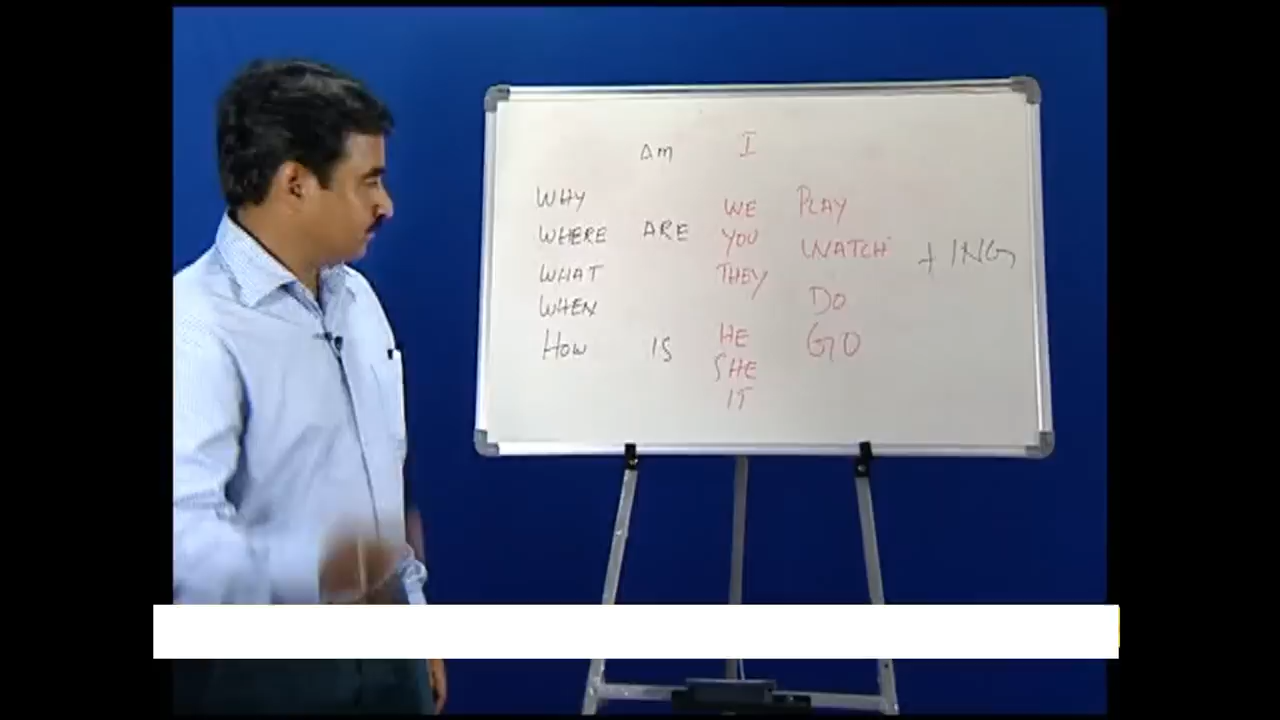 AM I
WHY WE PLAY
WHERE ARE YOU WATCH + ING
WHAT THEY
WHEN DO
HOW IS HE GO
SHE
IT